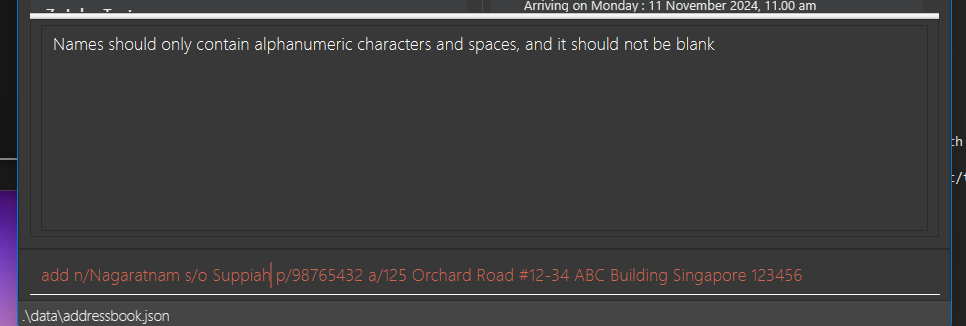 Arriving on Monday : 11 November 2024, 11.00 am
Names should only contain alphanumeric characters and spaces, and it should not be blank
add n/Nagaratnam s/o Suppiah p/98765432 a/125 Orchard Road #12-34 ABC Building Singapore 123456
.\data\addressbook.json